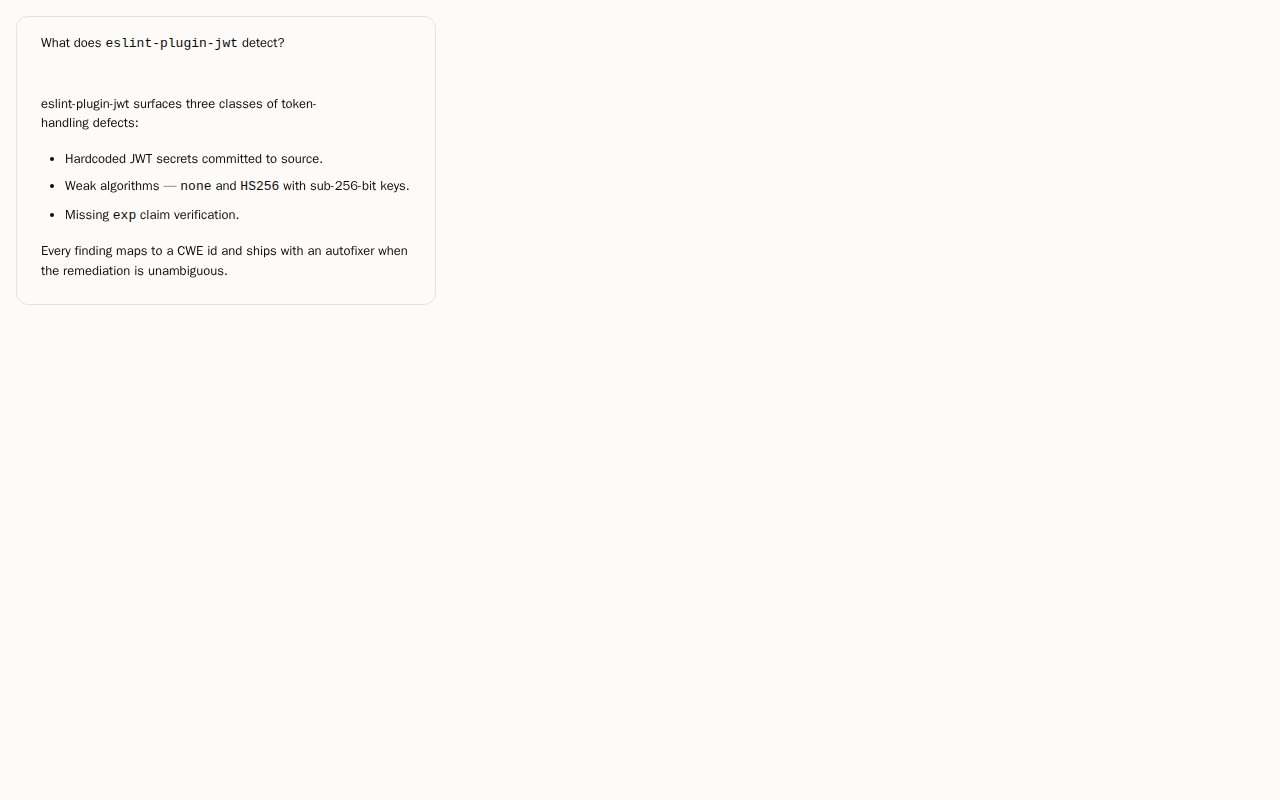 What does eslint-plugin-jwt detect?
eslint-plugin-jwt surfaces three classes of token-
handling defects:
• Hardcoded JWT secrets committed to source.
• Weak algorithms — none and HS256 with sub-256-bit keys.
• Missing exp claim verification.
Every finding maps to a CWE id and ships with an autofixer when
the remediation is unambiguous.